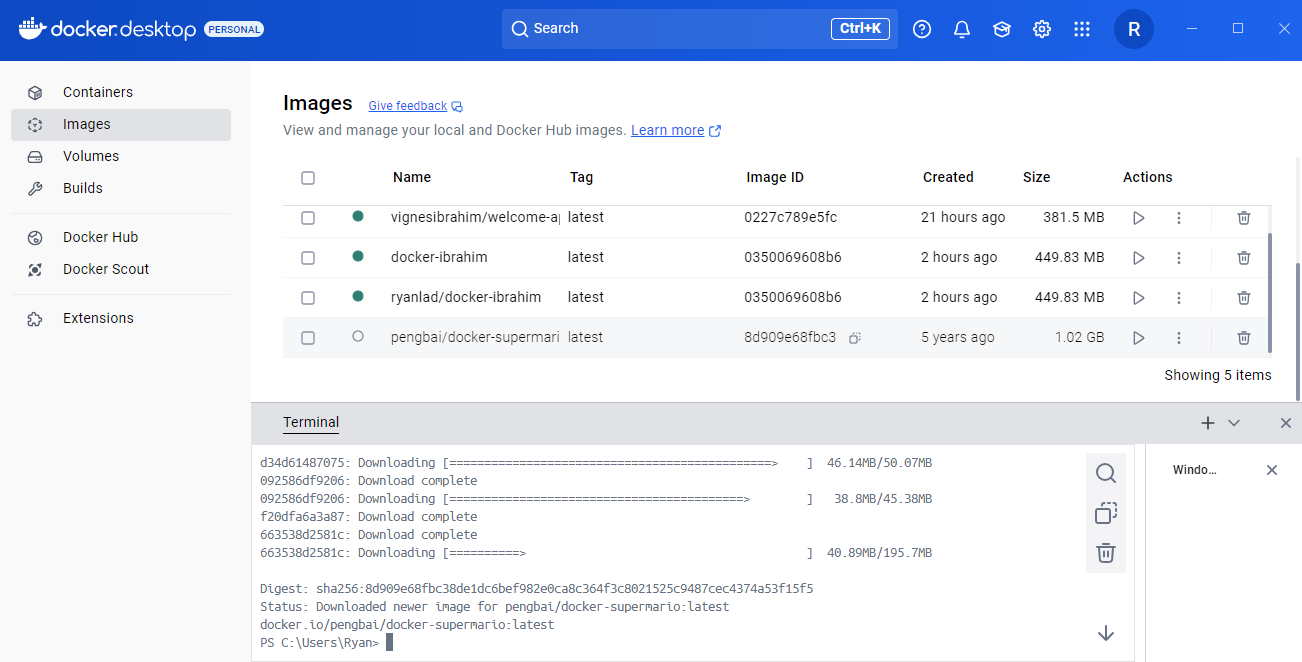 docker.desktop PERSONAL Search Ctrl+K R
Containers
Images
Volumes
Builds
Docker Hub
Docker Scout
Extensions
Images Give feedback
View and manage your local and Docker Hub images. Learn more
Name Tag Image ID Created Size Actions
vignesibrahim/welcome-a latest 0227c789e5fc 21 hours ago 381.5 MB
docker-ibrahim latest 0350069608b6 2 hours ago 449.83 MB
ryanlad/docker-ibrahim latest 0350069608b6 2 hours ago 449.83 MB
pengbai/docker-supermari latest 8d909e68fbc3 5 years ago 1.02 GB
Showing 5 items
Terminal
d34d61487075: Downloading [==============================================>    ]  46.14MB/50.07MB
092586df9206: Download complete
092586df9206: Downloading [==========================================>        ]   38.8MB/45.38MB
f20dfa6a3a87: Download complete
663538d2581c: Download complete
663538d2581c: Downloading [==========>                                        ]  40.89MB/195.7MB
Digest: sha256:8d909e68fbc38de1dc6bef982e0ca8c364f3c8021525c9487cec4374a53f15f5
Status: Downloaded newer image for pengbai/docker-supermario:latest
docker.io/pengbai/docker-supermario:latest
PS C:\Users\Ryan>
Windo...